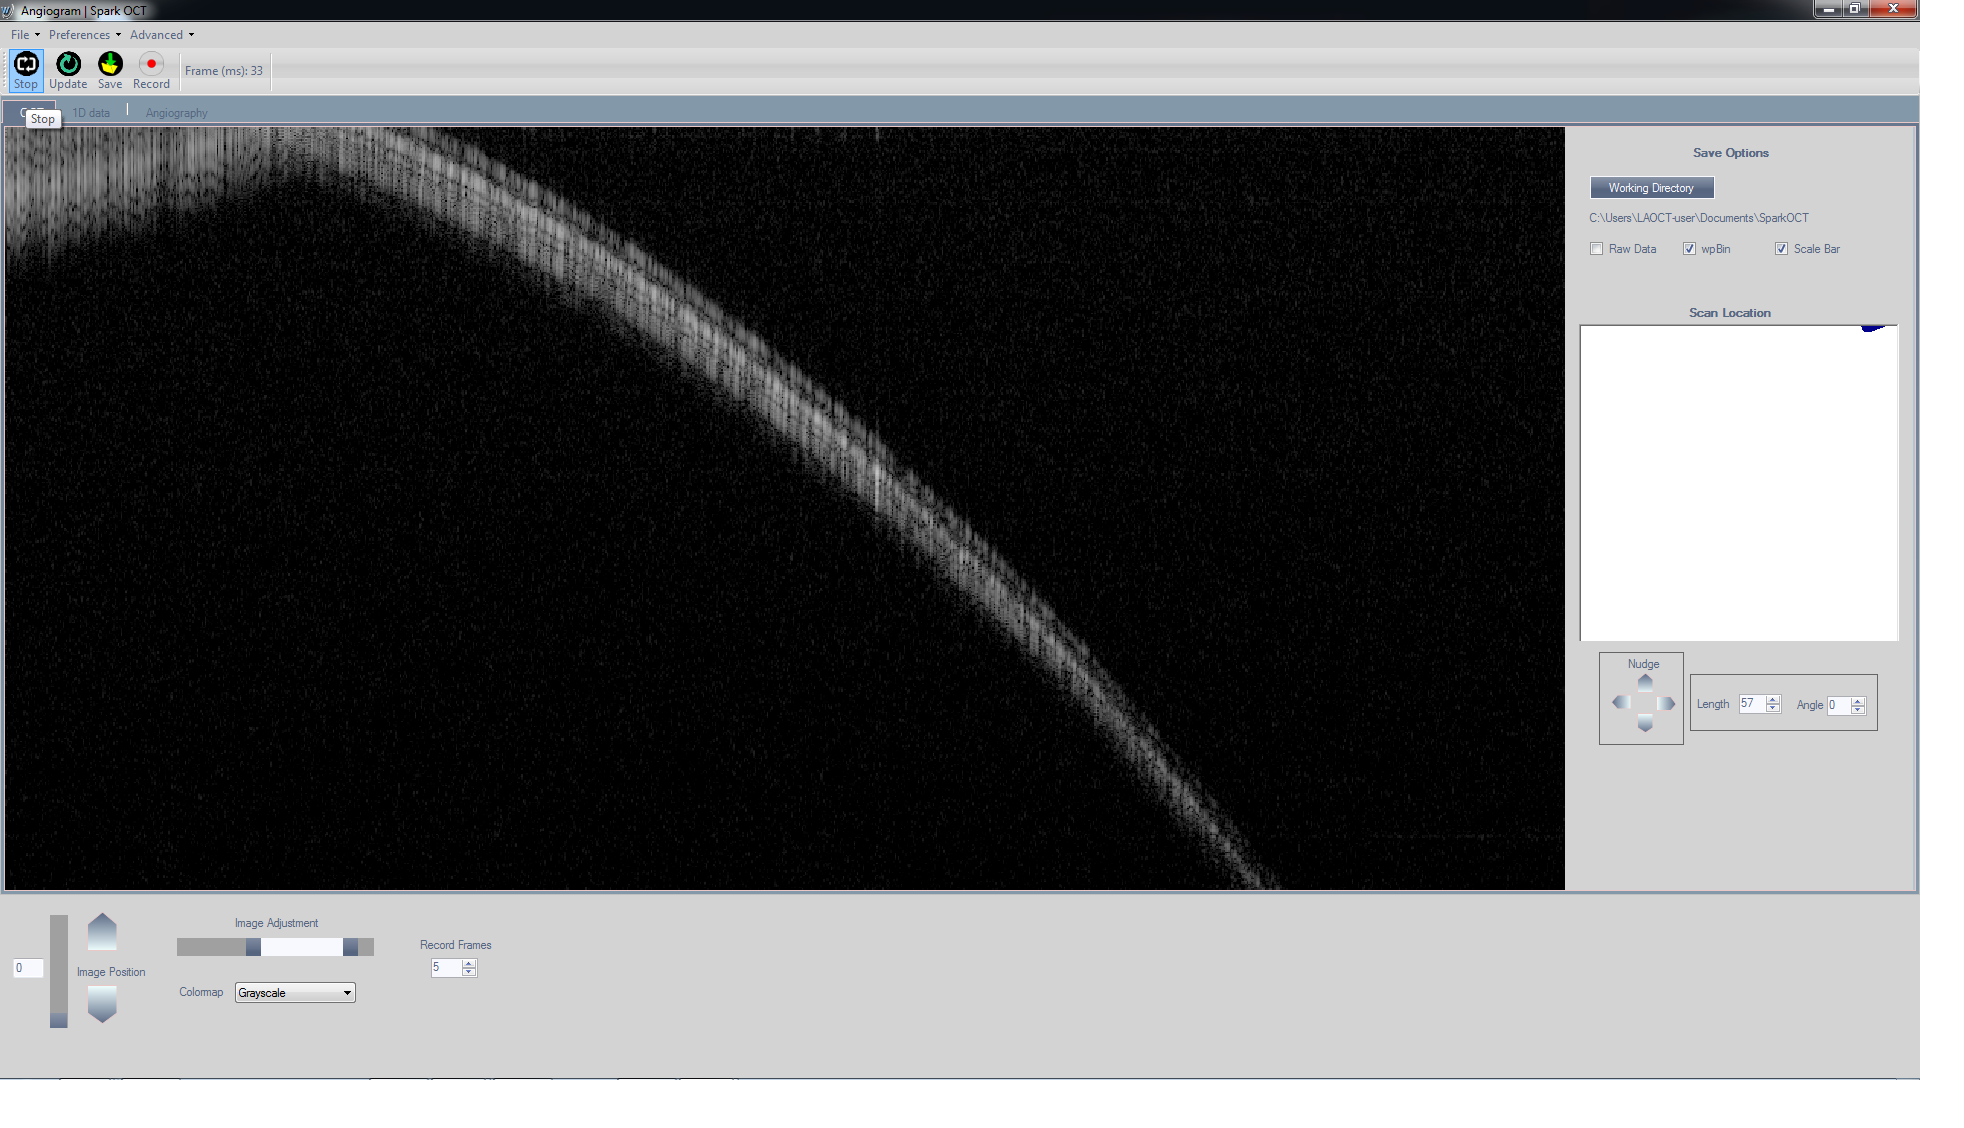 Angiogram | Spark OCT
File Preferences Advanced
Stop Update Save Record Frame (ms): 33
1D data Angiography
Stop
Save Options
Working Directory
C:\Users\LAOCT-user\Documents\SparkOCT
Raw Data wpBin Scale Bar
Scan Location
Nudge
Length 57 Angle 0
Image Adjustment
Record Frames
0 Image Position 5
Colormap Grayscale